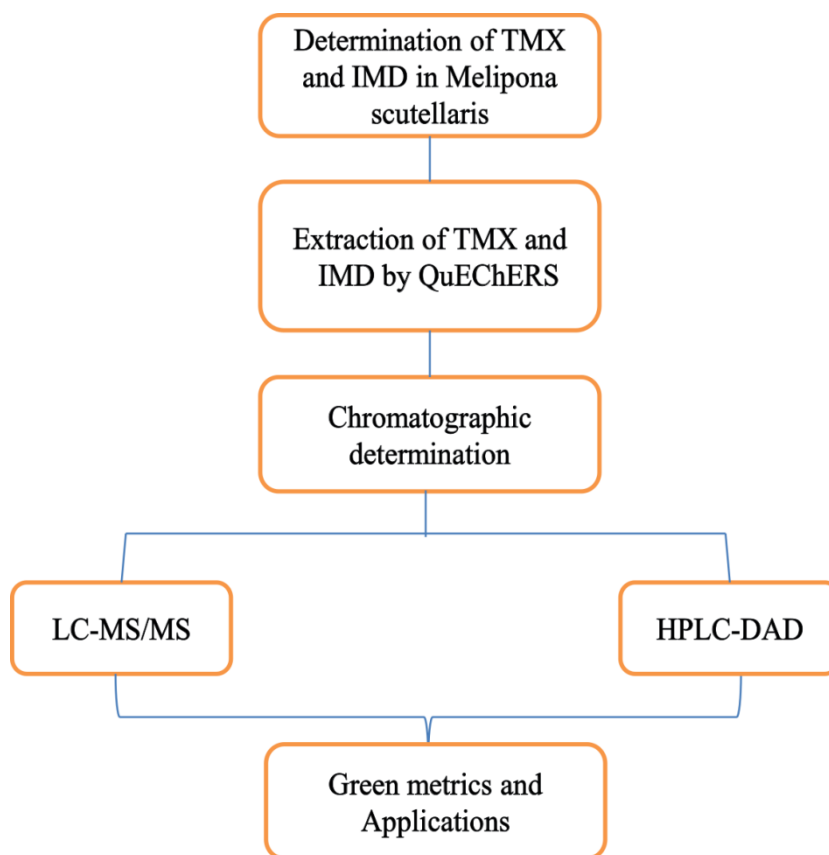 Determination of TMX
and IMD in Melipona
scutellaris
Extraction of TMX and
IMD by QuEChERS
Chromatographic
determination
LC-MS/MS
HPLC-DAD
Green metrics and
Applications